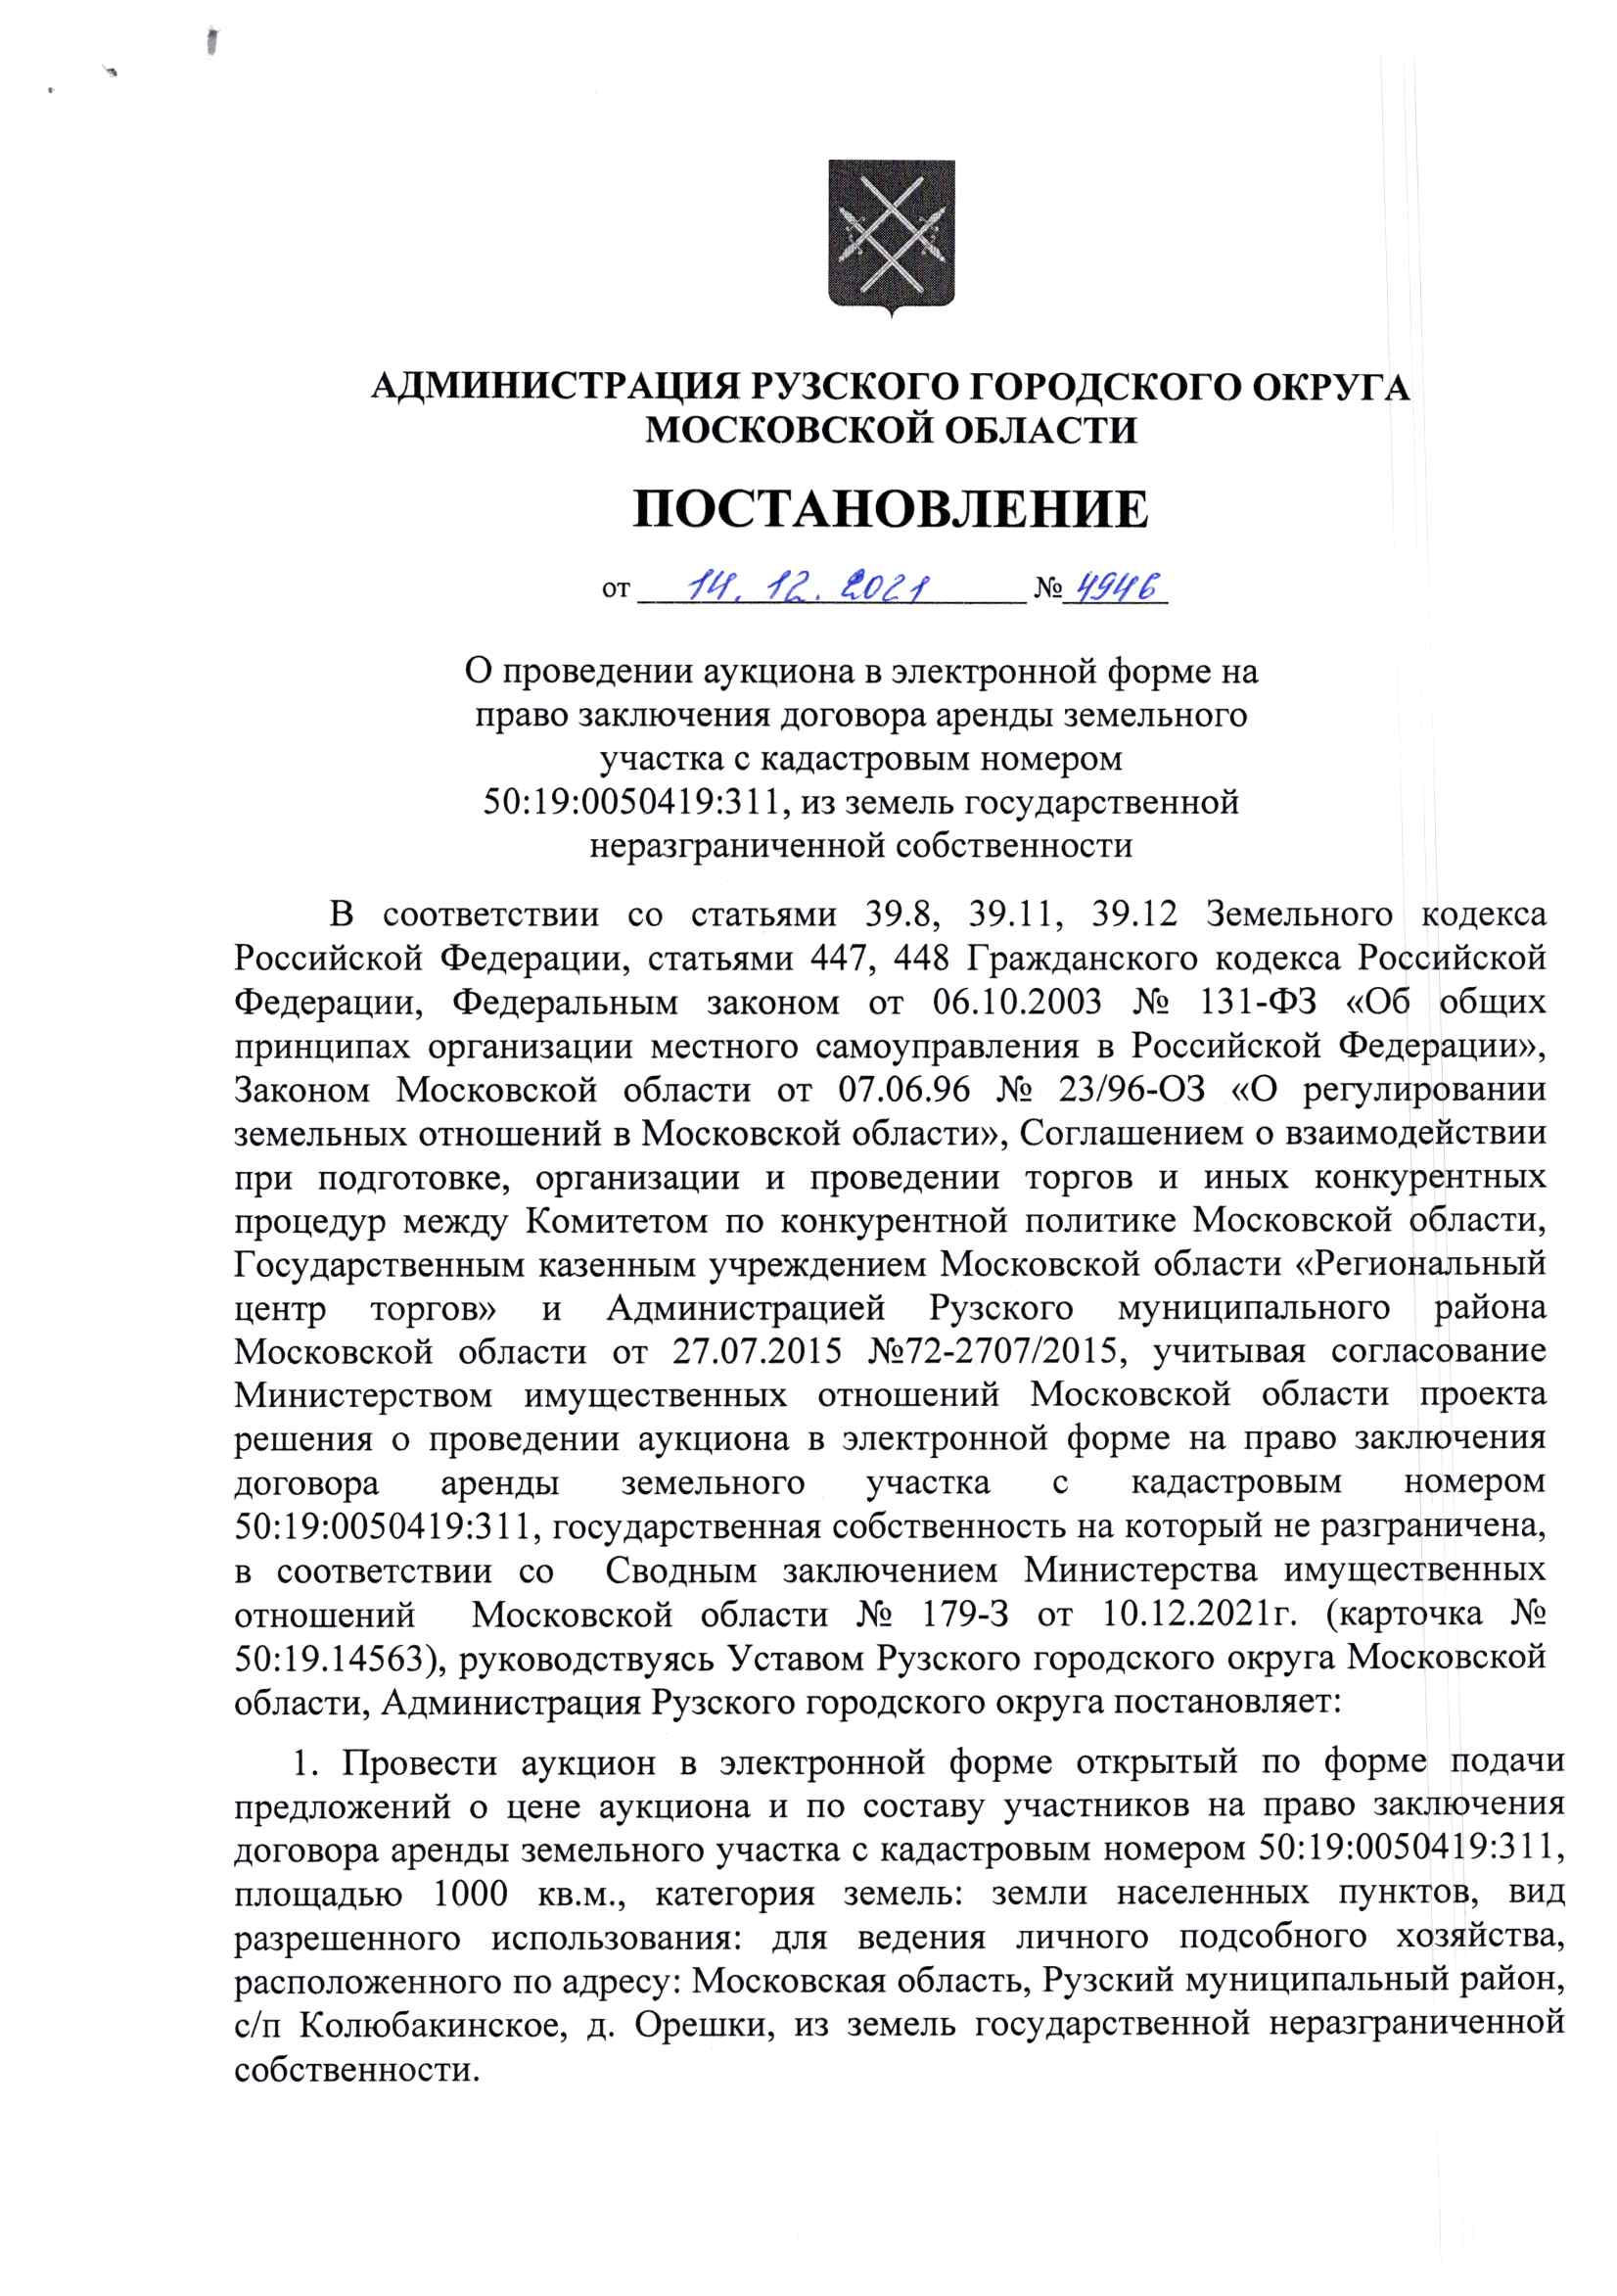 АДМИНИСТРАЦИЯ РУЗСКОГО ГОРОДСКОГО ОКРУГА
МОСКОВСКОЙ ОБЛАСТИ
ПОСТАНОВЛЕНИЕ
от 14.12.2021 № 4946
О проведении аукциона в электронной форме на
право заключения договора аренды земельного
участка с кадастровым номером
50:19:0050419:311, из земель государственной
неразграниченной собственности
В соответствии со статьями 39.8, 39.11, 39.12 Земельного кодекса
Российской Федерации, статьями 447, 448 Гражданского кодекса Российской
Федерации, Федеральным законом от 06.10.2003 № 131-ФЗ «Об общих
принципах организации местного самоуправления в Российской Федерации»,
Законом Московской области от 07.06.96 № 23/96-ОЗ «О регулировании
земельных отношений в Московской области», Соглашением о взаимодействии
при подготовке, организации и проведении торгов и иных конкурентных
процедур между Комитетом по конкурентной политике Московской области,
Государственным казенным учреждением Московской области «Региональный
центр торгов» и Администрацией Рузского муниципального района
Московской области от 27.07.2015 №72-2707/2015, учитывая согласование
Министерством имущественных отношений Московской области проекта
решения о проведении аукциона в электронной форме на право заключения
договора аренды земельного участка с кадастровым номером
50:19:0050419:311, государственная собственность на который не разграничена,
в соответствии со Сводным заключением Министерства имущественных
отношений Московской области № 179-З от 10.12.2021г. (карточка №
50:19.14563), руководствуясь Уставом Рузского городского округа Московской
области, Администрация Рузского городского округа постановляет:
1. Провести аукцион в электронной форме открытый по форме подачи
предложений о цене аукциона и по составу участников на право заключения
договора аренды земельного участка с кадастровым номером 50:19:0050419:311,
площадью 1000 кв.м., категория земель: земли населенных пунктов, вид
разрешенного использования: для ведения личного подсобного хозяйства,
расположенного по адресу: Московская область, Рузский муниципальный район,
с/п Колюбакинское, д. Орешки, из земель государственной неразграниченной
собственности.